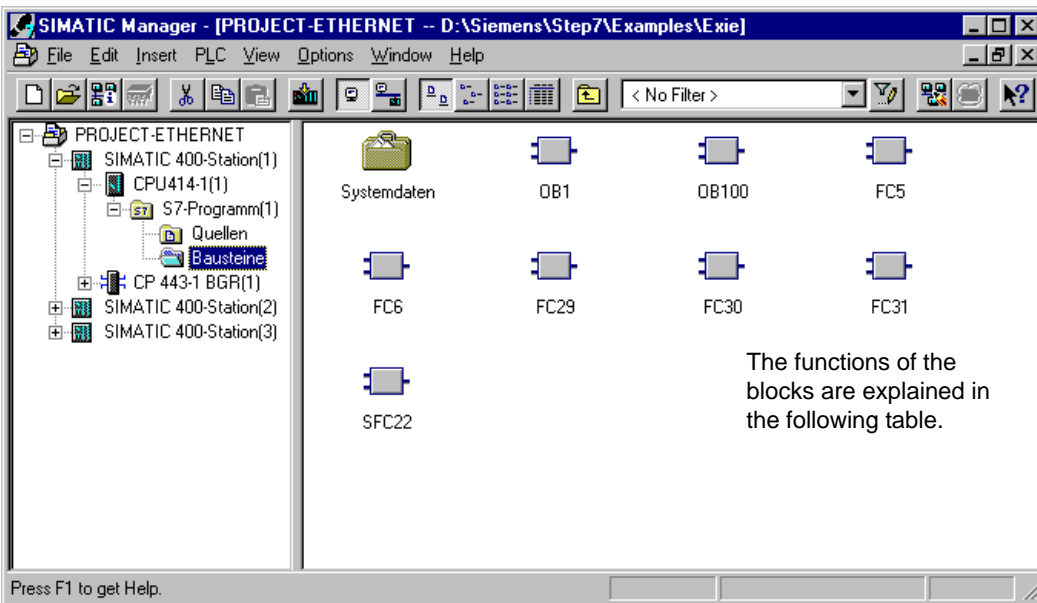 SIMATIC Manager - [PROJECT-ETHERNET -- D:\Siemens\Step7\Examples\Exie]
File Edit Insert PLC View Options Window Help
< No Filter >
PROJECT-ETHERNET
SIMATIC 400-Station(1)
CPU414-1(1)
S7-Programm(1)
Quellen
Bausteine
CP 443-1 BGR(1)
SIMATIC 400-Station(2)
SIMATIC 400-Station(3)
Systemdaten OB1 OB100 FC5
FC6 FC29 FC30 FC31
SFC22
The functions of the
blocks are explained in
the following table.
Press F1 to get Help.